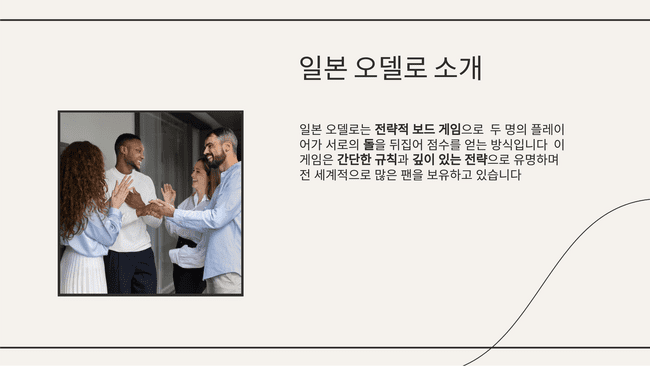 일본 오델로 소개
일본 오델로는 전략적 보드 게임으로  두 명의 플레이
어가 서로의 돌을 뒤집어 점수를 얻는 방식입니다  이
게임은 간단한 규칙과 깊이 있는 전략으로 유명하며
전 세계적으로 많은 팬을 보유하고 있습니다